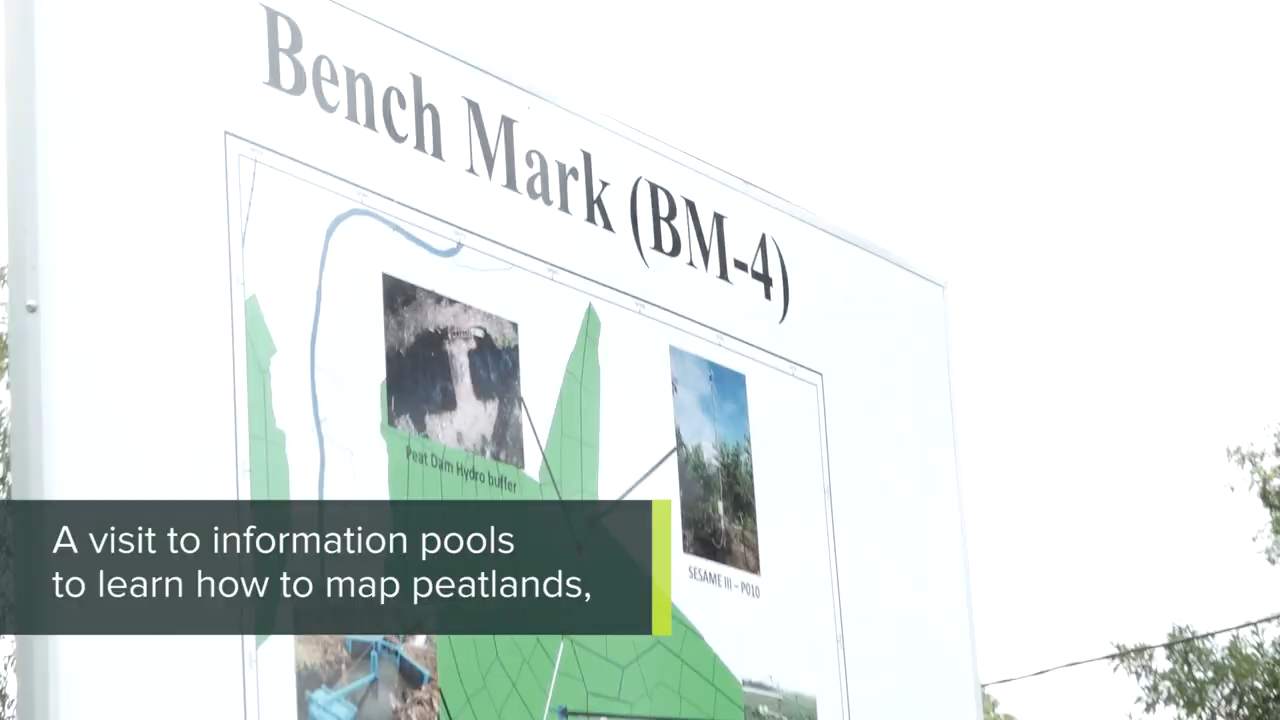 Bench Mark (BM-4)
Peat Dam Hydro buffer
SESAME III – P010
A visit to information pools
to learn how to map peatlands,